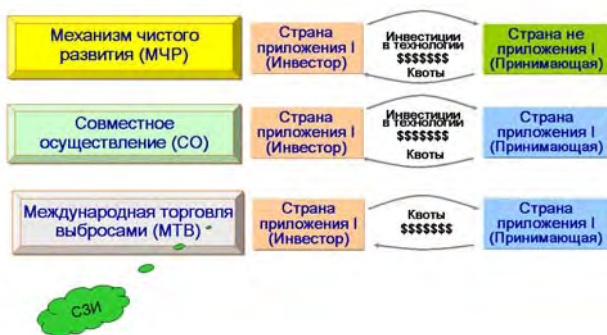 Механизм чистого
развития (МЧР)
Страна
приложения I
(Инвестор)
Инвестиции
в технологии
$$$$$$$
Квоты
Страна не
приложения I
(Принимающая)
Совместное
осуществление (СО)
Страна
приложения I
(Инвестор)
Инвестиции
в технологии
$$$$$$$
Квоты
Страна
приложения I
(Принимающая)
Международная торговля
выбросами (МТВ)
Страна
приложения I
(Инвестор)
Квоты
$$$$$$$
Страна
приложения I
(Принимающая)
СЗИ